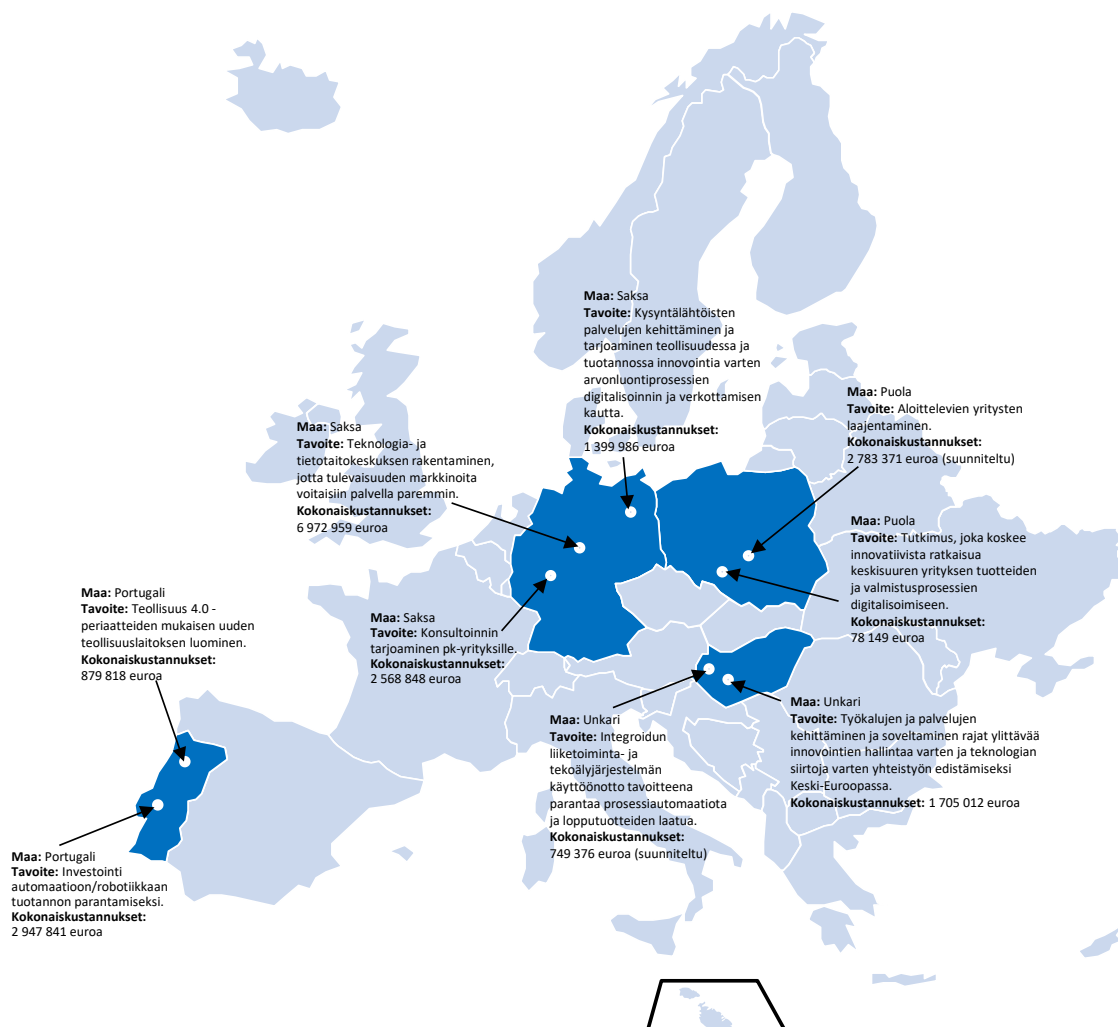 Maa: Saksa
Tavoite: Kysyntälähtöisten
palvelujen kehittäminen ja
tarjoaminen teollisuudessa ja
tuotannossa innovointia varten
arvonluontiprosessien
digitalisoinnin ja verkottamisen
kautta.
Kokonaiskustannukset:
1 399 986 euroa
Maa: Puola
Tavoite: Aloittelevien yritysten
laajentaminen.
Kokonaiskustannukset:
2 783 371 euroa (suunniteltu)
Maa: Saksa
Tavoite: Teknologia- ja
tietotaitokeskuksen rakentaminen,
jotta tulevaisuuden markkinoita
voitaisiin palvella paremmin.
Kokonaiskustannukset:
6 972 959 euroa
Maa: Puola
Tavoite: Tutkimus, joka koskee
innovatiivista ratkaisua
keskisuuren yrityksen tuotteiden
ja valmistusprosessien
digitalisoimiseen.
Kokonaiskustannukset:
78 149 euroa
Maa: Portugali
Tavoite: Teollisuus 4.0 -
periaatteiden mukaisen uuden
teollisuuslaitoksen luominen.
Kokonaiskustannukset:
879 818 euroa
Maa: Saksa
Tavoite: Konsultoinnin
tarjoaminen pk-yrityksille.
Kokonaiskustannukset:
2 568 848 euroa
Maa: Unkari
Tavoite: Integroidun
liiketoiminta- ja
tekoälyjärjestelmän
käyttöönotto tavoitteena
parantaa prosessiautomaatiota
ja lopputuotteiden laatua.
Kokonaiskustannukset:
749 376 euroa (suunniteltu)
Maa: Unkari
Tavoite: Työkalujen ja palvelujen
kehittäminen ja soveltaminen rajat ylittävää
innovointien hallintaa varten ja teknologian
siirtoja varten yhteistyön edistämiseksi
Keski-Euroopassa.
Kokonaiskustannukset: 1 705 012 euroa
Maa: Portugali
Tavoite: Investointi
automaatioon/robotiikkaan
tuotannon parantamiseksi.
Kokonaiskustannukset:
2 947 841 euroa